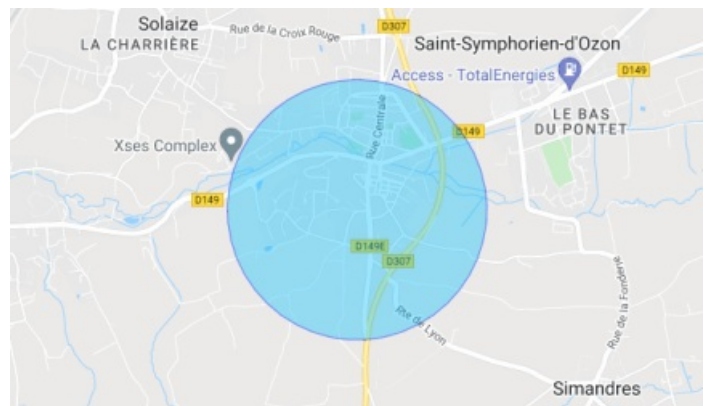 Solaize
LA CHARRIÈRE
Rue de la Croix Rouge
D307
Saint-Symphorien-d'Ozon
Access - TotalEnergies
D149
LE BAS
DU PONTET
Xses Complex
Rue Centrale
D149
D149
D149E
D307
Rte de Lyon
Rue de la Fonderie
Simandres